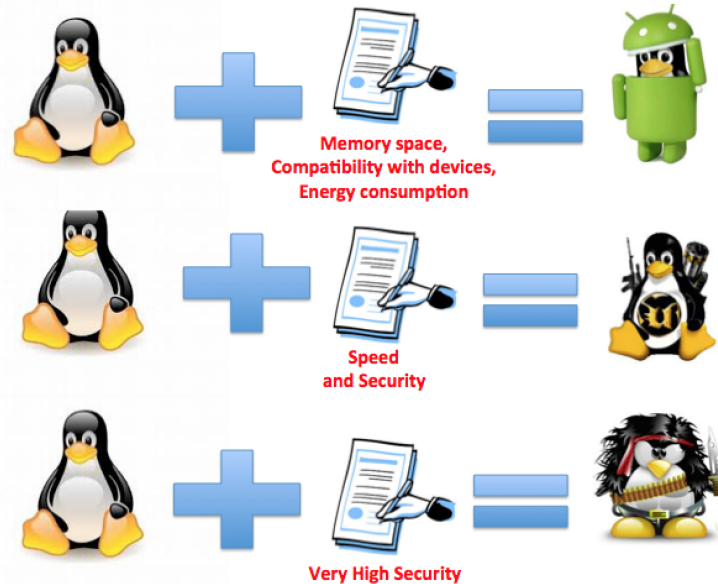 Memory space,
Compatibility with devices,
Energy consumption
U
Speed
and Security
Very High Security